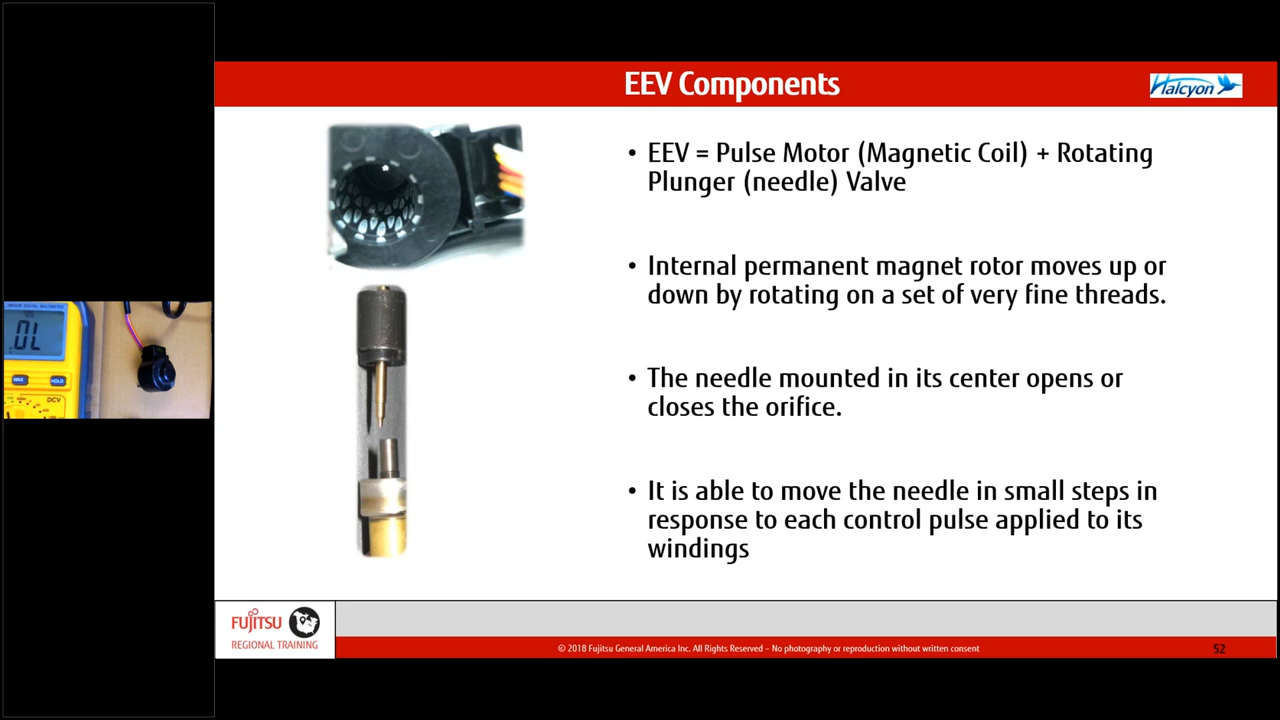 EEV Components
Halcyon
• EEV = Pulse Motor (Magnetic Coil) + Rotating
Plunger (needle) Valve
• Internal permanent magnet rotor moves up or
down by rotating on a set of very fine threads.
• The needle mounted in its center opens or
closes the orifice.
• It is able to move the needle in small steps in
response to each control pulse applied to its
windings
.OL
MAX
HOLD
DCV
FUJITSU
REGIONAL TRAINING
© 2018 Fujitsu General America Inc. All Rights Reserved – No photography or reproduction without written consent
52